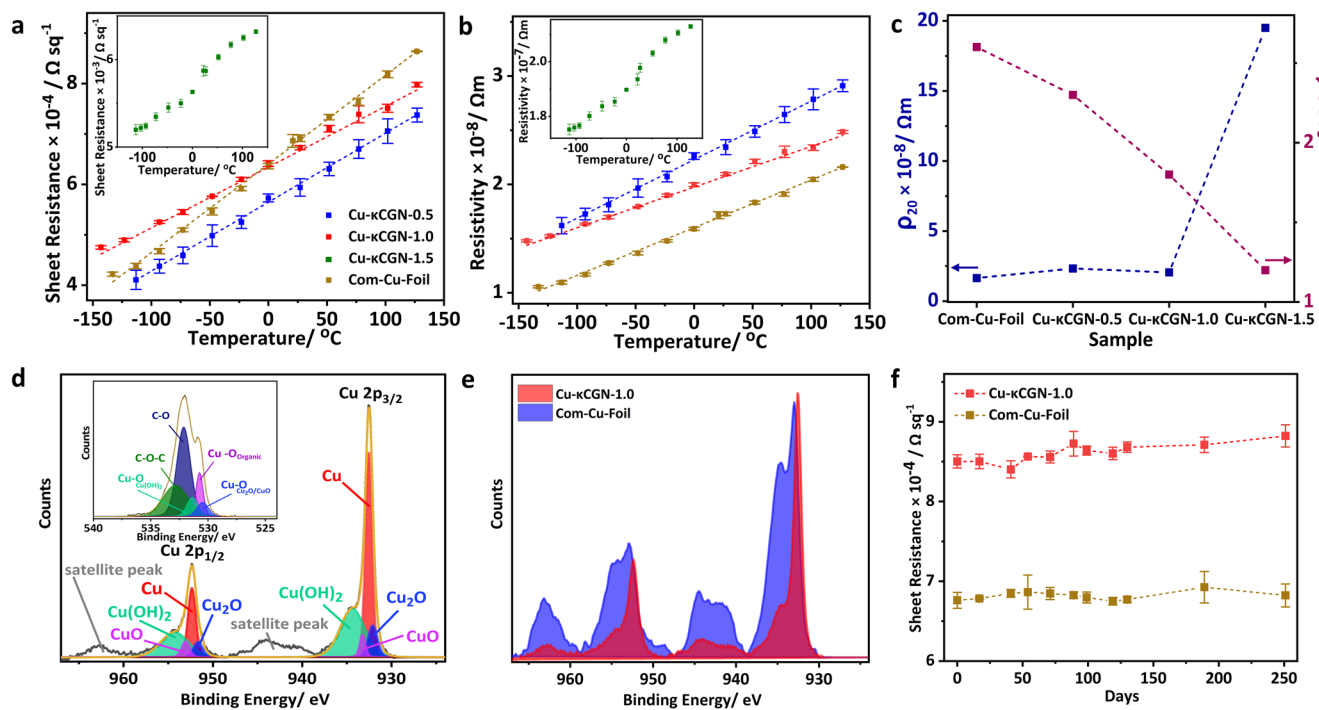 a
Sheet Resistance × 10⁻⁴ / Ω sq⁻¹
8
6
4
-150 -100 -50 0 50 100 150
Temperature/ °C
Sheet Resistance × 10⁻³/ Ω sq⁻¹
6
5
-100 0 100
Temperature/ °C
Cu-κCGN-0.5
Cu-κCGN-1.0
Cu-κCGN-1.5
Com-Cu-Foil
b
Resistivity × 10⁻⁸/ Ωm
3
2
1
-150 -100 -50 0 50 100 150
Temperature/ °C
Resistivity × 10⁻⁷/ Ωm
2.0
1.8
-100 0 100
Temperature/ °C
c
ρ₂₀ × 10⁻⁸/ Ωm
20
15
10
5
0
2
1
Com-Cu-Foil Cu-κCGN-0.5 Cu-κCGN-1.0 Cu-κCGN-1.5
Sample
d
Counts
Cu 2p₃/₂
Cu
Cu(OH)₂
Cu₂O
CuO
satellite peak
Cu 2p₁/₂
satellite peak
Cu
Cu(OH)₂
Cu₂O
CuO
960 950 940 930
Binding Energy/ eV
Counts
C-O
C-O-C
Cu-O Cu(OH)₂
Cu -O Organic
Cu-O Cu₂O/CuO
540 535 530 525
Binding Energy/ eV
e
Cu-κCGN-1.0
Com-Cu-Foil
Counts
960 950 940 930
Binding Energy/ eV
f
Cu-κCGN-1.0
Com-Cu-Foil
Sheet Resistance × 10⁻⁴ / Ω sq⁻¹
9
8
7
6
0 50 100 150 200 250
Days